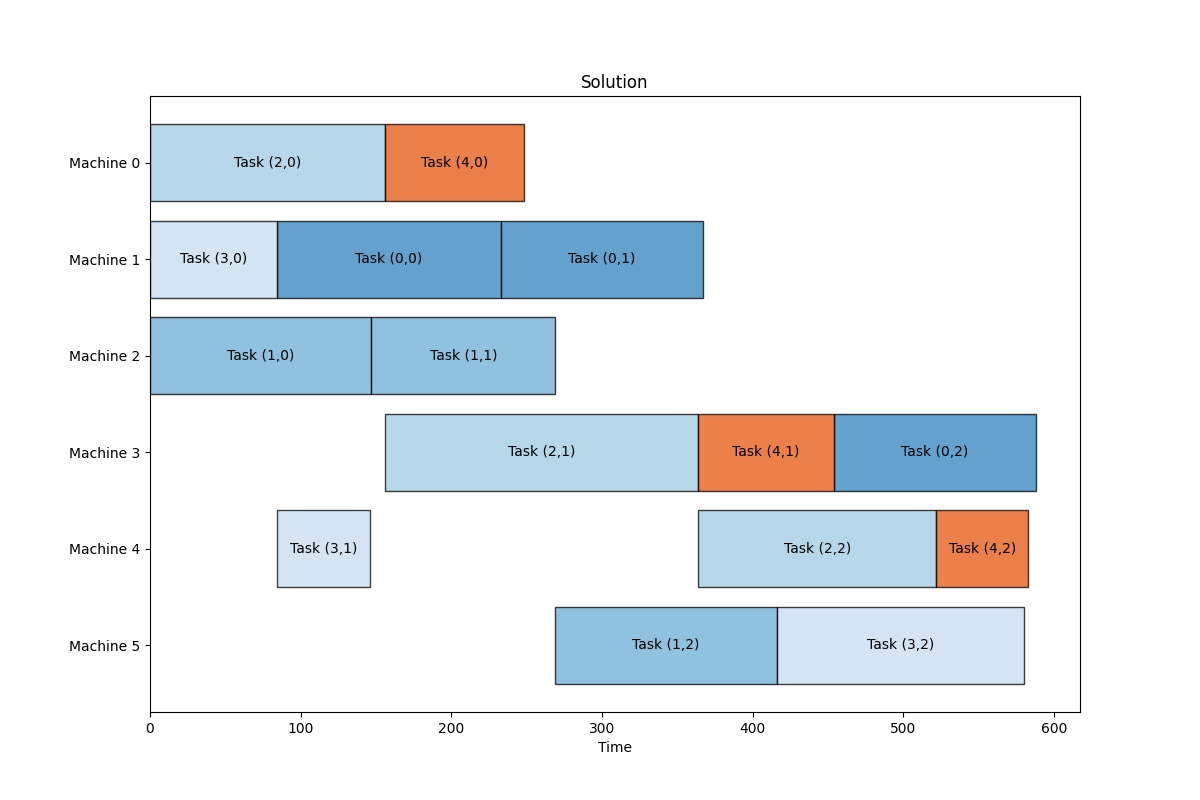 Solution
Machine 0
Task (2,0)
Task (4,0)
Machine 1
Task (3,0)
Task (0,0)
Task (0,1)
Machine 2
Task (1,0)
Task (1,1)
Machine 3
Task (2,1)
Task (4,1)
Task (0,2)
Machine 4
Task (3,1)
Task (2,2)
Task (4,2)
Machine 5
Task (1,2)
Task (3,2)
0 100 200 300 400 500 600
Time